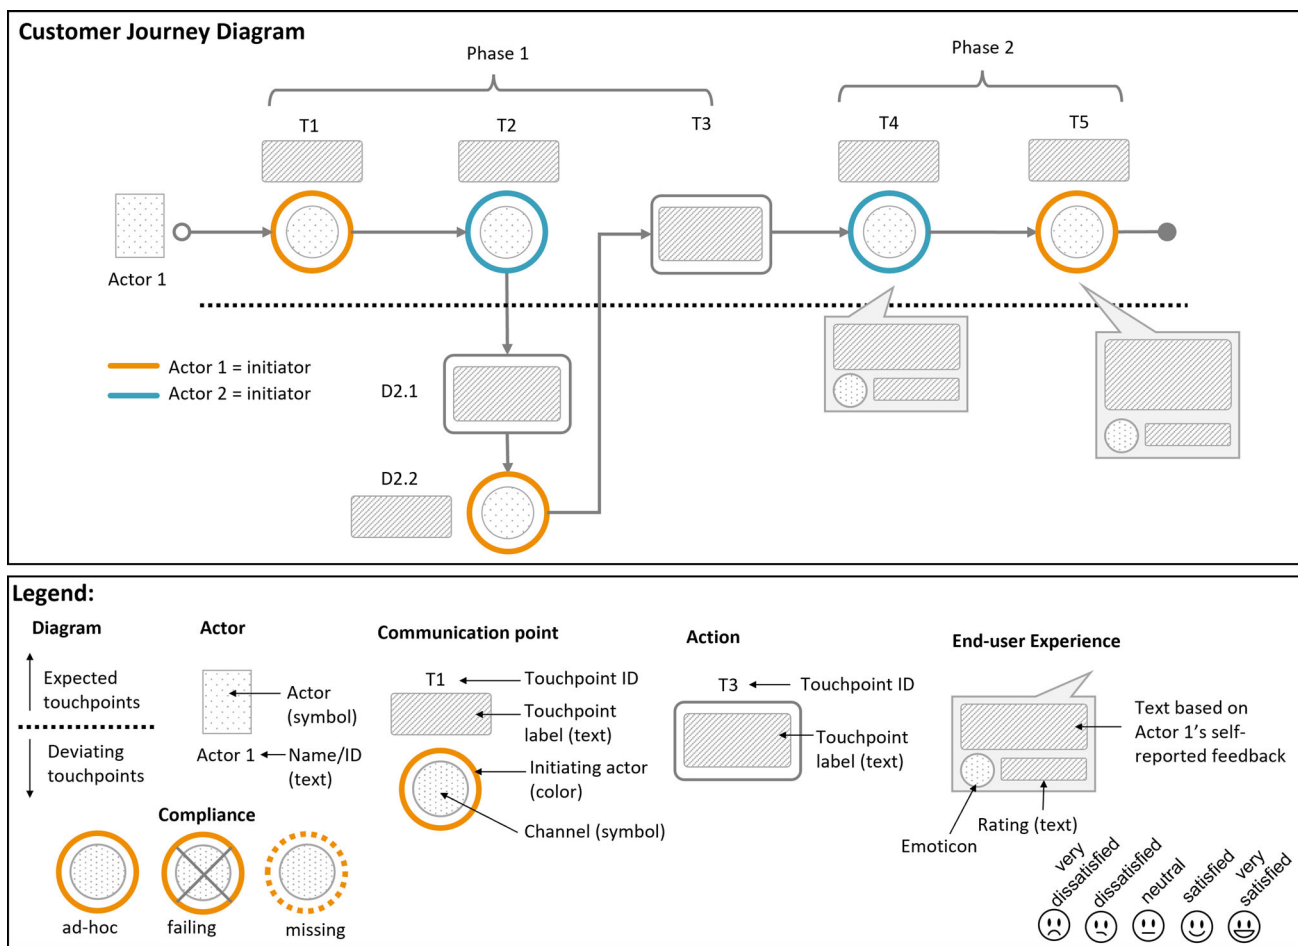 Customer Journey Diagram
Phase 1
Phase 2
T1
T2
T3
T4
T5
Actor 1
Actor 1 = initiator
Actor 2 = initiator
D2.1
D2.2
Legend:
Diagram
Expected
touchpoints
Deviating
touchpoints
Actor
Actor
(symbol)
Actor 1
Name/ID
(text)
Communication point
T1
Touchpoint ID
Touchpoint
label (text)
Initiating actor
(color)
Channel (symbol)
Action
T3
Touchpoint ID
Touchpoint
label (text)
End-user Experience
Text based on
Actor 1's self-
reported feedback
Rating (text)
Emoticon
Compliance
ad-hoc
failing
missing
very
dissatisfied
dissatisfied
neutral
satisfied
very
satisfied